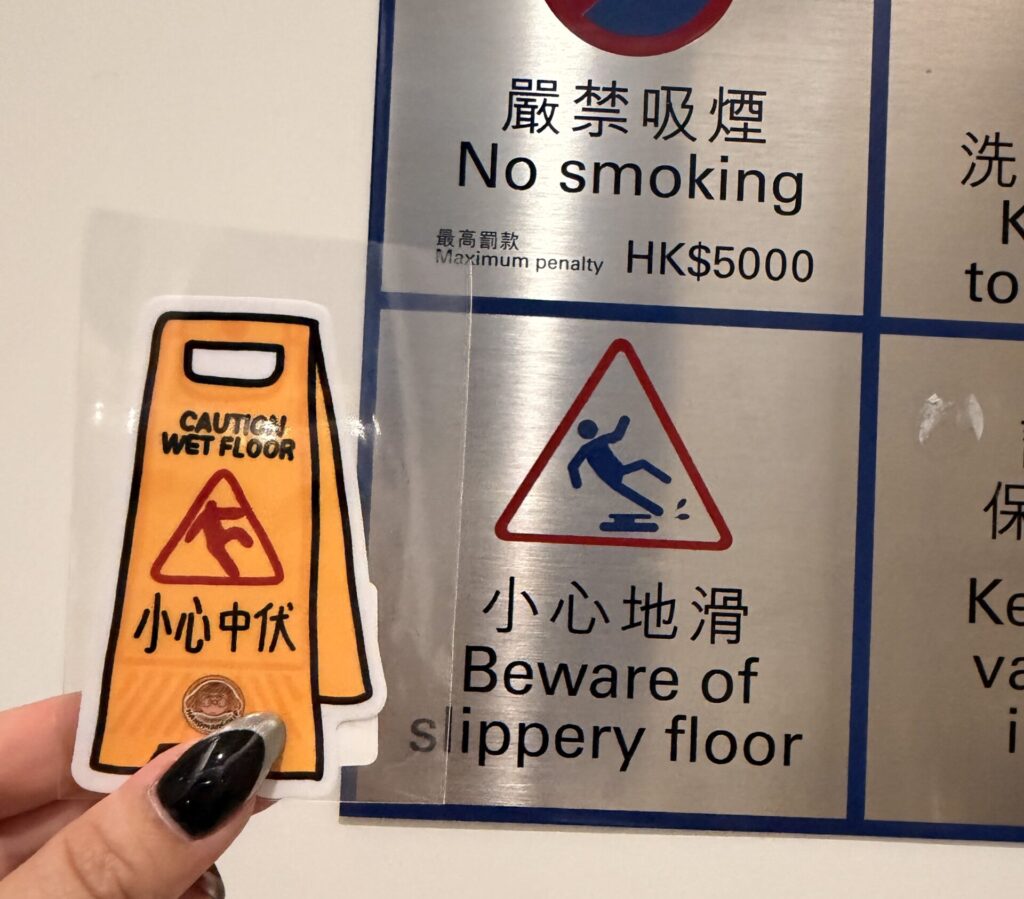 嚴禁吸煙
No smoking
最高罰款
Maximum penalty HK$5000
小心地滑
Beware of
slippery floor
CAUTION
WET FLOOR
小心中伏
洗
K
to
保
Ke
va
i